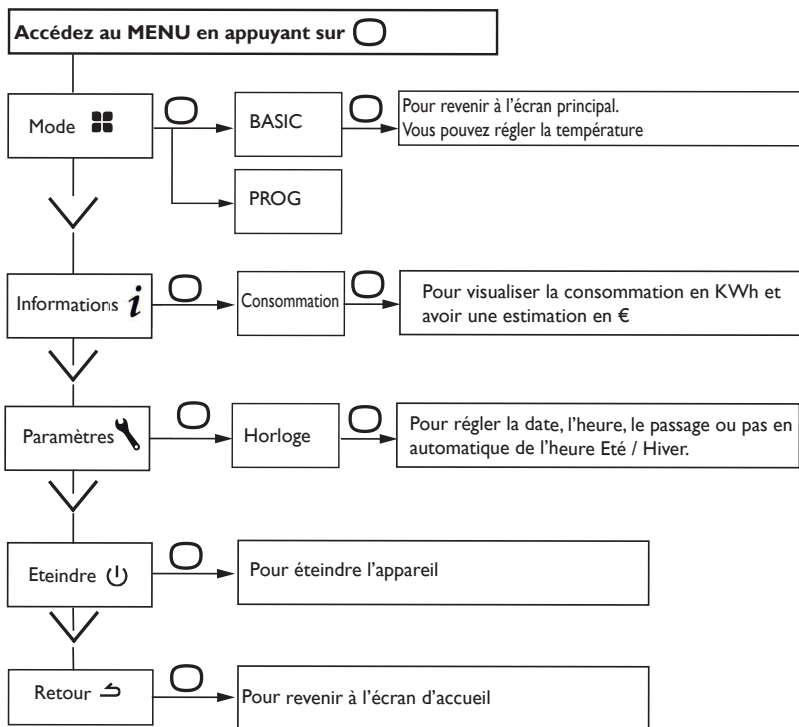 Accédez au MENU en appuyant sur
Mode
BASIC
Pour revenir à l'écran principal.
Vous pouvez régler la température
PROG
Informations
Consommation
Pour visualiser la consommation en KWh et
avoir une estimation en €
Paramètres
Horloge
Pour régler la date, l'heure, le passage ou pas en
automatique de l'heure Eté / Hiver.
Eteindre
Pour éteindre l'appareil
Retour
Pour revenir à l'écran d'accueil